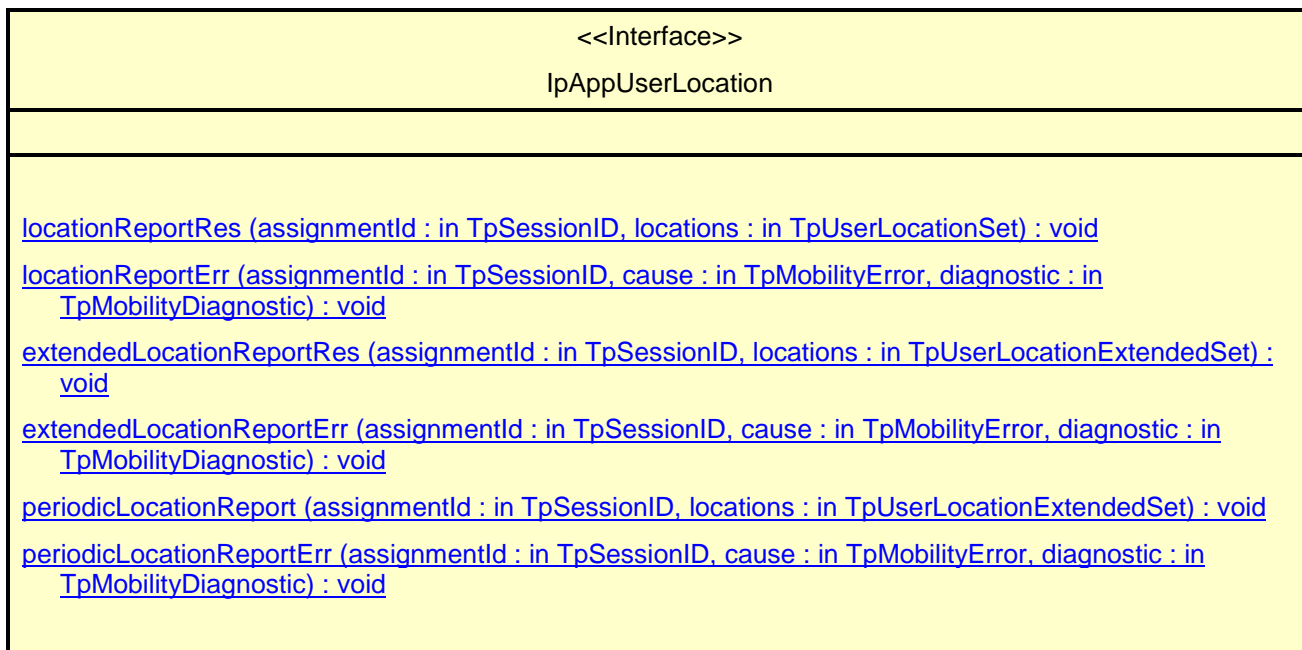 <<Interface>>
IpAppUserLocation
locationReportRes (assignmentId : in TpSessionID, locations : in TpUserLocationSet) : void
locationReportErr (assignmentId : in TpSessionID, cause : in TpMobilityError, diagnostic : in
TpMobilityDiagnostic) : void
extendedLocationReportRes (assignmentId : in TpSessionID, locations : in TpUserLocationExtendedSet) :
void
extendedLocationReportErr (assignmentId : in TpSessionID, cause : in TpMobilityError, diagnostic : in
TpMobilityDiagnostic) : void
periodicLocationReport (assignmentId : in TpSessionID, locations : in TpUserLocationExtendedSet) : void
periodicLocationReportErr (assignmentId : in TpSessionID, cause : in TpMobilityError, diagnostic : in
TpMobilityDiagnostic) : void